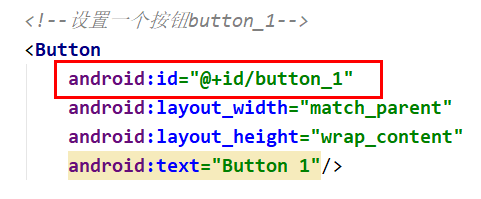 <!--设置一个按钮button_1-->
<Button
android:id="@+id/button_1"
android:layout_width="match_parent"
android:layout_height="wrap_content"
android:text="Button 1"/>